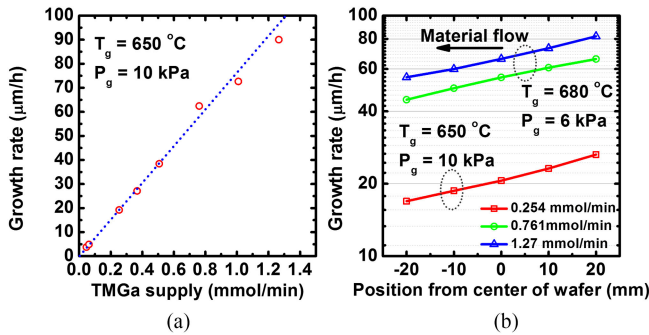 100
90
80
70
60
50
40
30
20
10
0
Growth rate (μm/h)
T_g = 650 °C
P_g = 10 kPa
0.0 0.2 0.4 0.6 0.8 1.0 1.2 1.4 1.6
TMGa supply (mmol/min)
(a)
100
80
60
40
20
10
Growth rate (μm/h)
Material flow
T_g = 680 °C
P_g = 6 kPa
T_g = 650 °C
P_g = 10 kPa
0.254 mmol/min
0.761mmol/min
1.27 mmol/min
-20 -10 0 10 20
Position from center of wafer (mm)
(b)